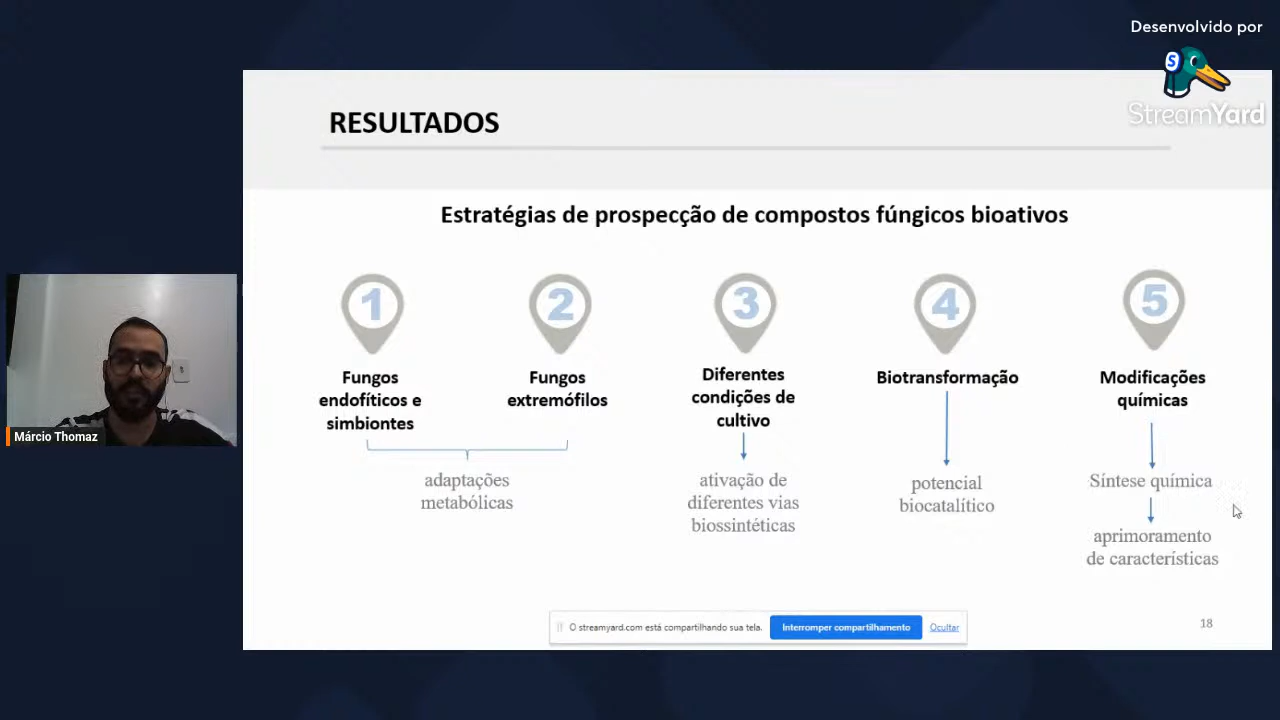 Desenvolvido por
StreamYard
RESULTADOS
Estratégias de prospecção de compostos fúngicos bioativos
1
Fungos
endofíticos e
simbiontes
2
Fungos
extremófilos
adaptações
metabólicas
3
Diferentes
condições de
cultivo
ativação de
diferentes vias
biossintéticas
4
Biotransformação
potencial
biocatalítico
5
Modificações
químicas
Síntese química
aprimoramento
de características
Márcio Thomaz
O streamyard.com está compartilhando sua tela.
Interromper compartilhamento
Ocultar
18